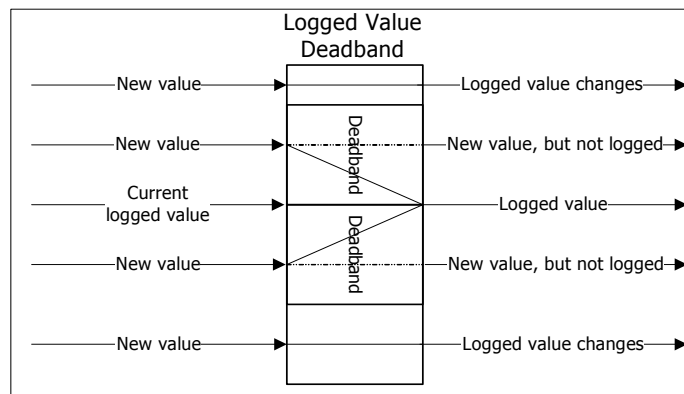 Logged Value
Deadband
New value
Logged value changes
New value
Deadband
New value, but not logged
Current
logged value
Logged value
New value
Deadband
New value, but not logged
New value
Logged value changes